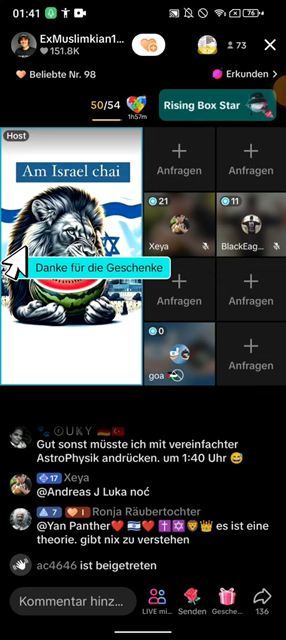 01:41
76
ExMuslimkian1...
151.8K
73
Beliebte Nr. 98
Erkunden >
50/54
1h57m
Rising Box Star
Host
Am Israel chai
Danke für die Geschenke
Anfragen
Anfragen
21
Xeya
11
BlackEag...
Anfragen
Anfragen
0
goa
Anfragen
Gut sonst müsste ich mit vereinfachter
AstroPhysik andrücken. um 1:40 Uhr 😅
17 Xeya
@Andreas J Luka noć
7 1 Ronja Räubertochter
@Yan Panther❤️🇮🇱❤️✝️✡️🦁👑 es ist eine
theorie. gibt nix zu verstehen
ac4646 ist beigetreten
Kommentar hinz...
LIVE mi...
Senden
Gesche...
136